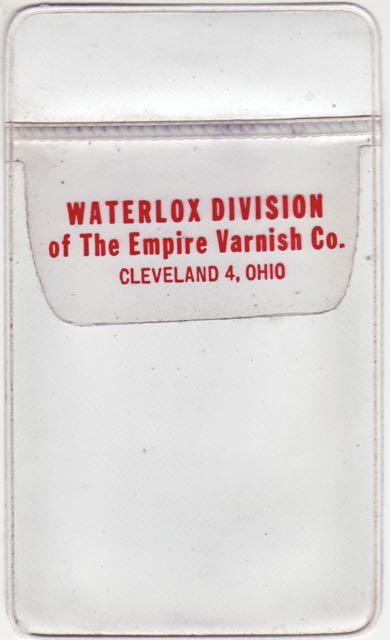 WATERLOX DIVISION
of The Empire Varnish Co.
CLEVELAND 4, OHIO